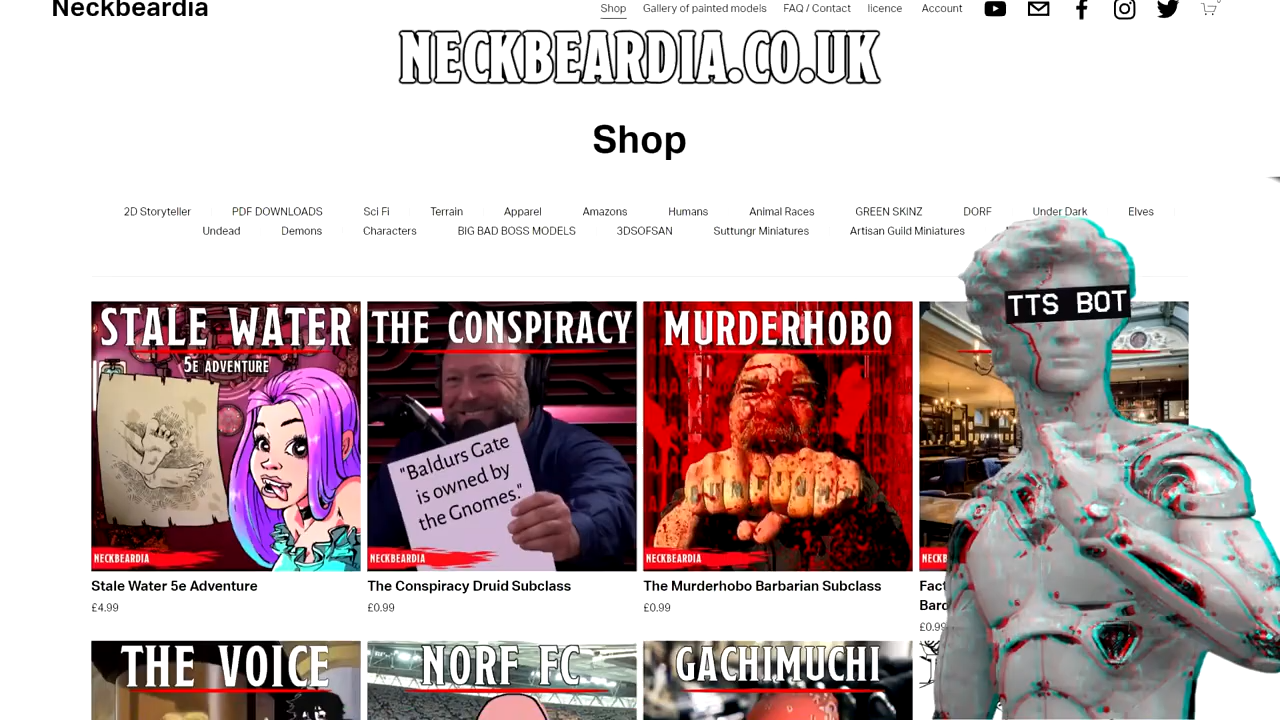 Neckbeardia
Shop Gallery of painted models FAQ / Contact licence Account
NECKBEARDIA.CO.UK
Shop
2D Storyteller PDF DOWNLOADS Sci Fi Terrain Apparel Amazons Humans Animal Races GREEN SKINZ DORF Under Dark Elves
Undead Demons Characters BIG BAD BOSS MODELS 3DSOFSAN Suttungr Miniatures Artisan Guild Miniatures
TTS BOT
STALE WATER
5E ADVENTURE
NECKBEARDIA
Stale Water 5e Adventure
£4.99
THE CONSPIRACY
"Baldurs Gate
is owned by
the Gnomes."
NECKBEARDIA
The Conspiracy Druid Subclass
£0.99
MURDERHOBO
NECKBEARDIA
The Murderhobo Barbarian Subclass
£0.99
NECKB
Fact
Bard
£0.99
THE VOICE
NORF FC
GACHIMUCHI